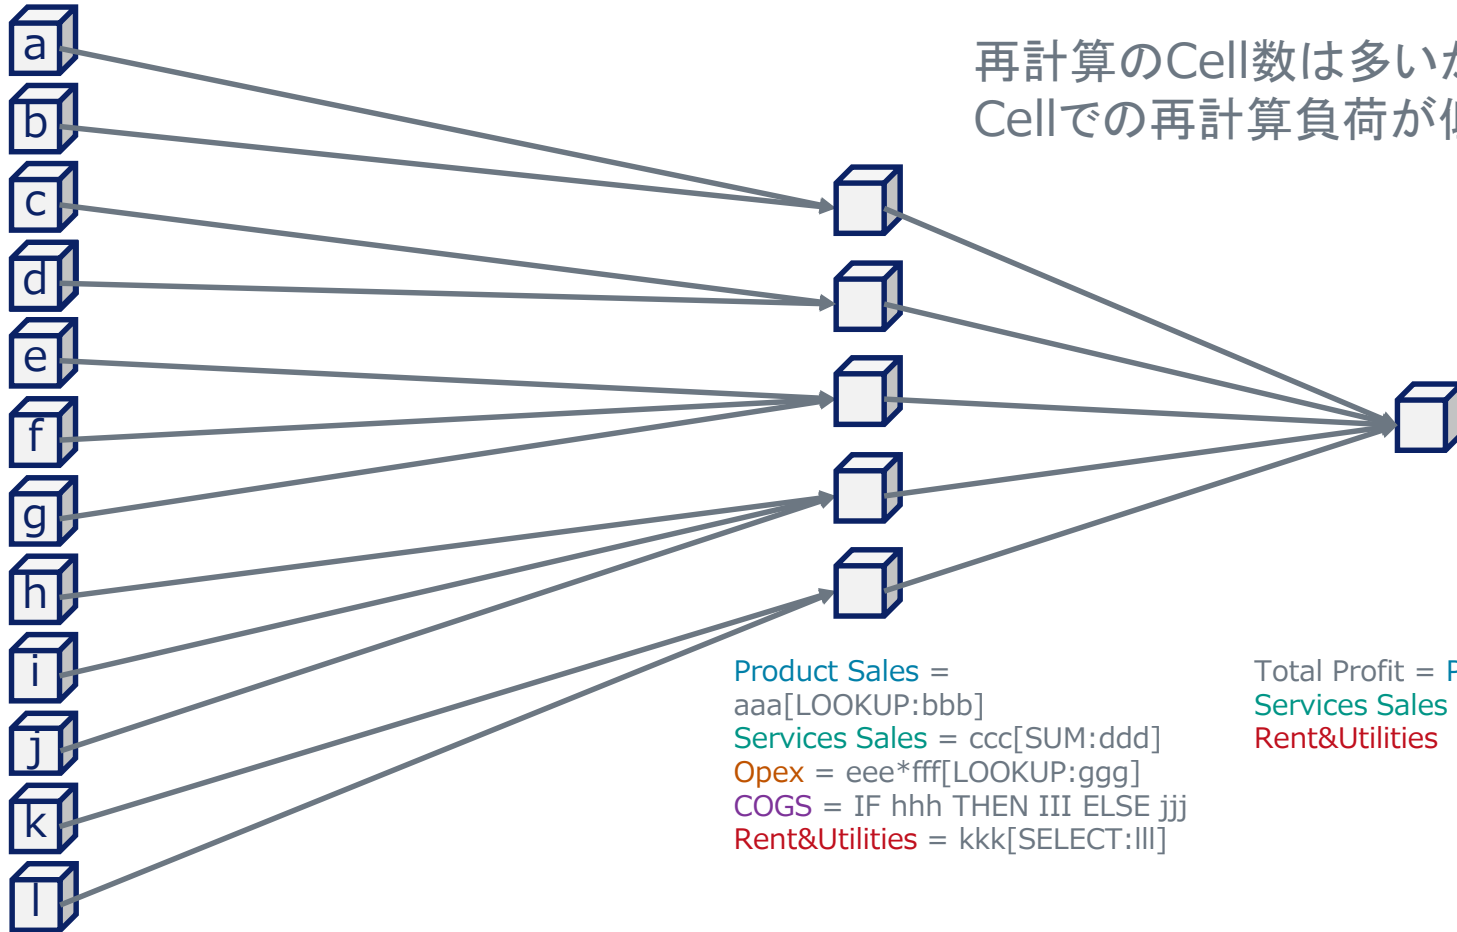 a
b
c
d
e
f
g
h
i
j
k
l
再計算のCell数は多い
Cellでの再計算負荷が
Product Sales =
aaa[LOOKUP:bbb]
Services Sales = ccc[SUM:ddd]
Opex = eee*fff[LOOKUP:ggg]
COGS = IF hhh THEN III ELSE jjj
Rent&Utilities = kkk[SELECT:lll]
Total Profit =
Services Sales
Rent&Utilities